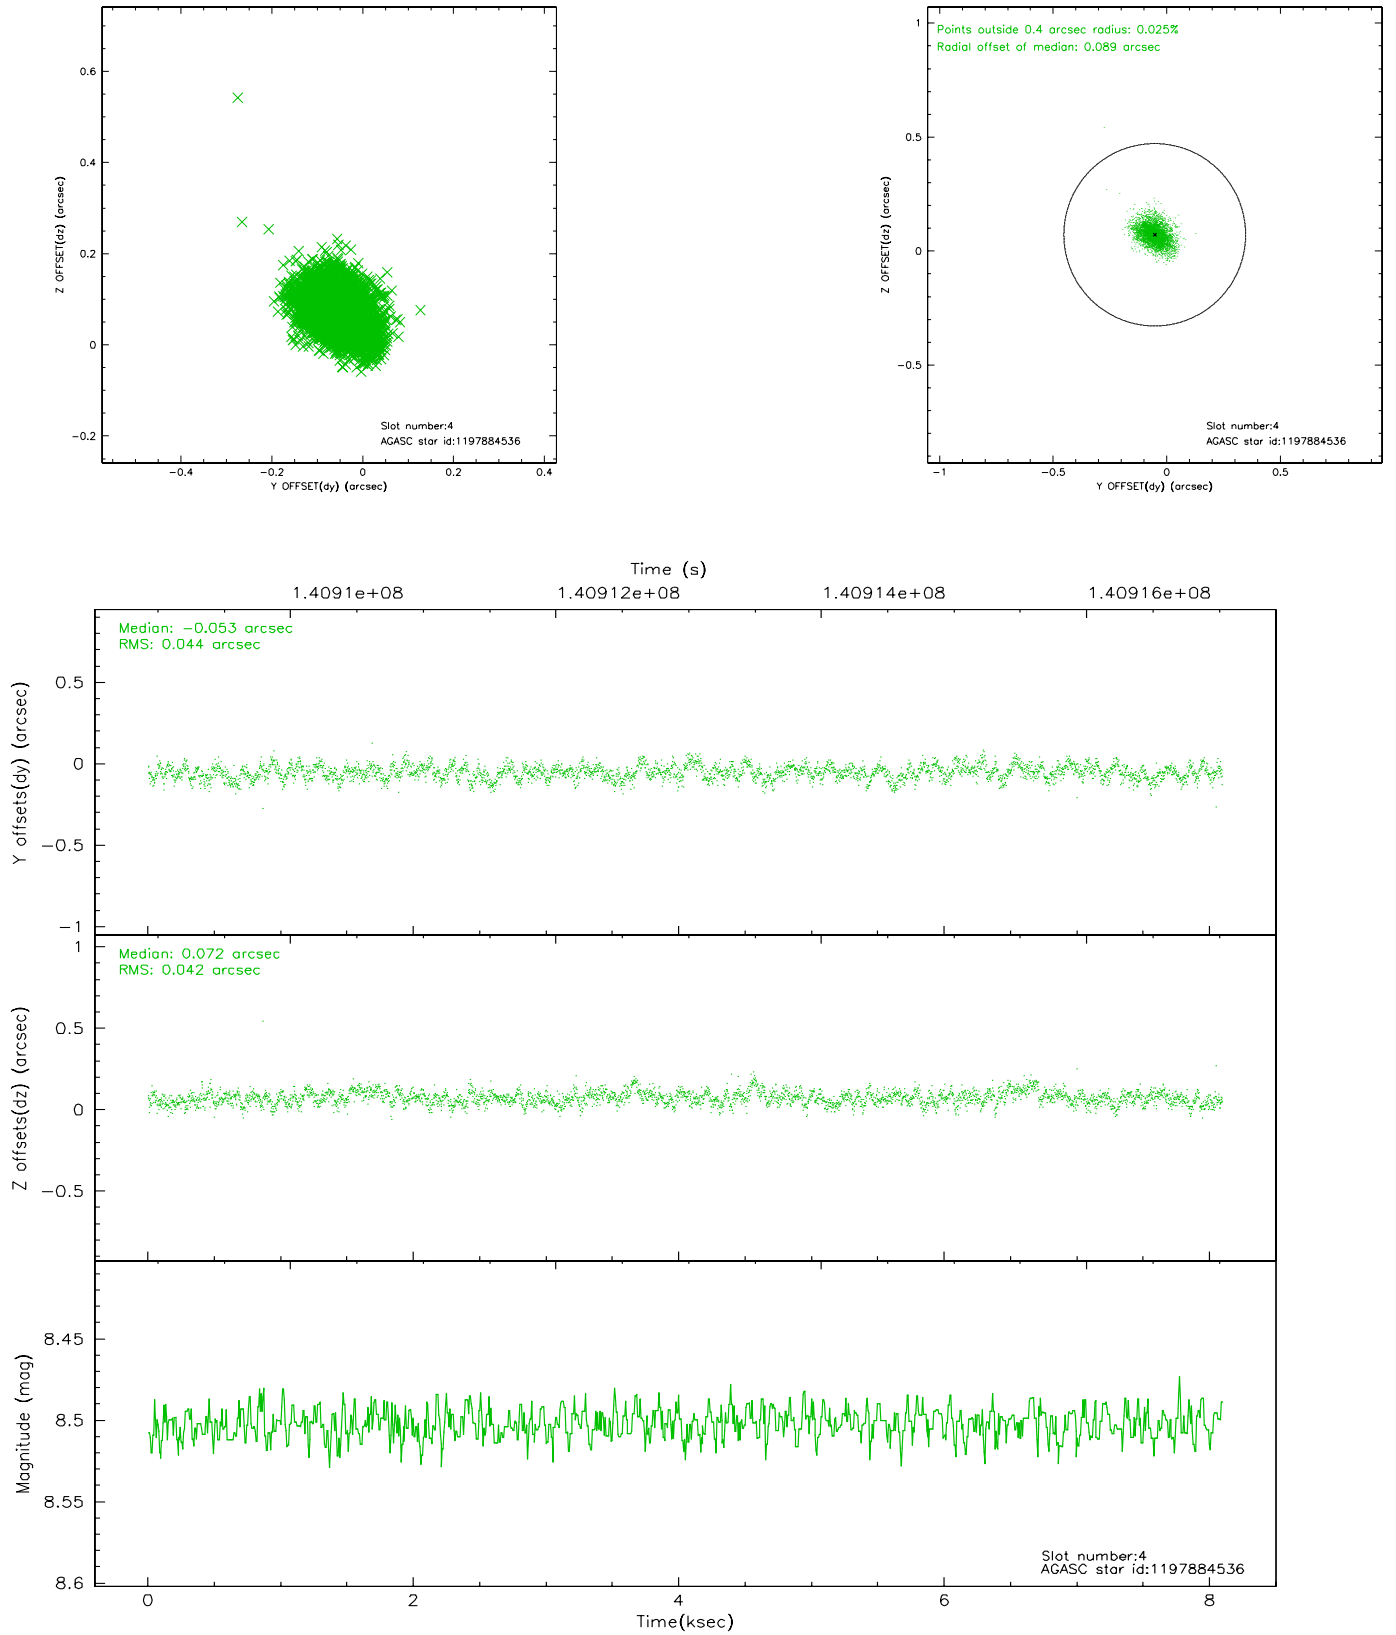 0.6
0.4
0.2
0
−0.2
−0.4
−0.2
0
0.2
0.4
Z OFFSET(dz) (arcsec)
Y OFFSET(dy) (arcsec)
Slot number:4
AGASC star id:1197884536
Points outside 0.4 arcsec radius: 0.025%
Radial offset of median: 0.089 arcsec
1
0.5
0
−0.5
−1
−0.5
0
0.5
Z OFFSET(dz) (arcsec)
Y OFFSET(dy) (arcsec)
Slot number:4
AGASC star id:1197884536
Time (s)
1.4091e+08
1.40912e+08
1.40914e+08
1.40916e+08
Median: −0.053 arcsec
RMS: 0.044 arcsec
0.5
0
−0.5
−1
Y offsets(dy) (arcsec)
Median: 0.072 arcsec
RMS: 0.042 arcsec
1
0.5
0
−0.5
Z offsets(dz) (arcsec)
8.45
8.5
8.55
8.6
Magnitude (mag)
Slot number:4
AGASC star id:1197884536
0
2
4
6
8
Time(ksec)